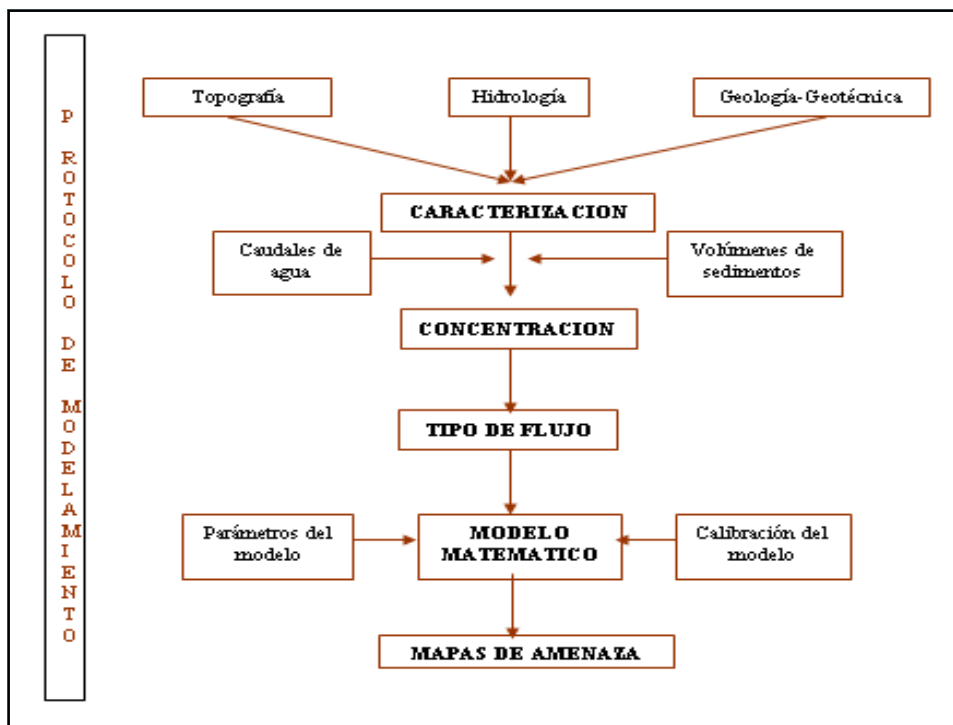 PROTOCOLO DE MODELAMIENTO
Topografía
Hidrología
Geología-Geotécnica
CARACTERIZACION
Caudales de
agua
Volúmenes de
sedimentos
CONCENTRACION
TIPO DE FLUJO
Parámetros del
modelo
MODELO
MATEMATICO
Calibración del
modelo
MAPAS DE AMENAZA